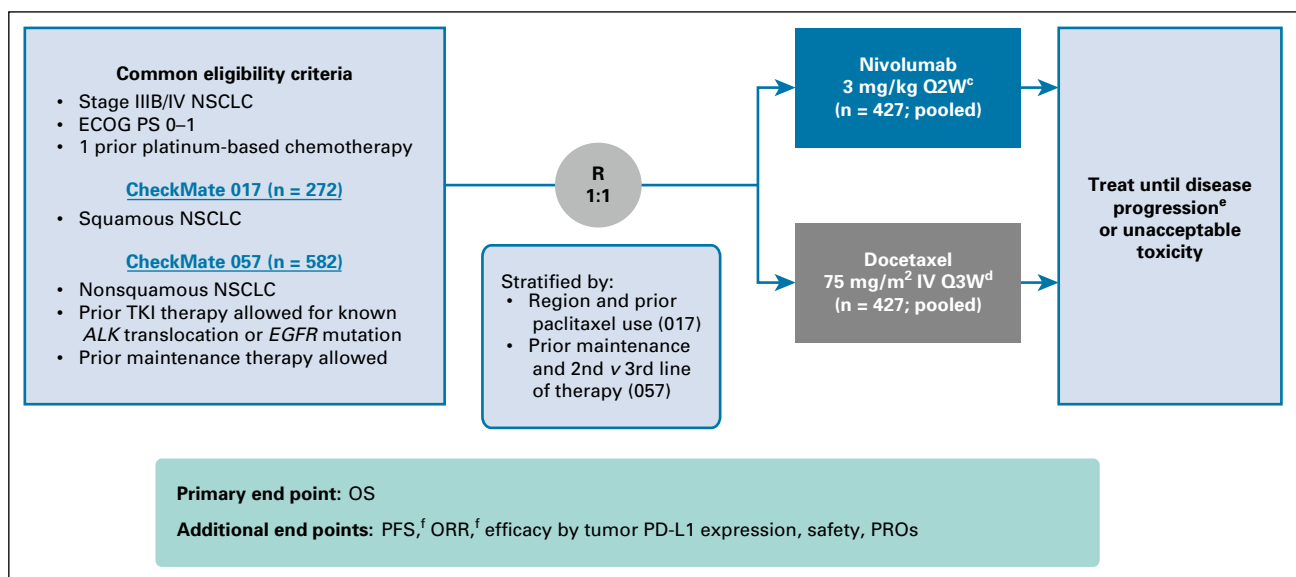 Common eligibility criteria
• Stage IIIB/IV NSCLC
• ECOG PS 0–1
• 1 prior platinum-based chemotherapy
CheckMate 017 (n = 272)
• Squamous NSCLC
CheckMate 057 (n = 582)
• Nonsquamous NSCLC
• Prior TKI therapy allowed for known
ALK translocation or EGFR mutation
• Prior maintenance therapy allowed
R
1:1
Stratified by:
• Region and prior
paclitaxel use (017)
• Prior maintenance
and 2nd v 3rd line
of therapy (057)
Nivolumab
3 mg/kg Q2Wᶜ
(n = 427; pooled)
Docetaxel
75 mg/m² IV Q3Wᵈ
(n = 427; pooled)
Treat until disease
progressionᵉ
or unacceptable
toxicity
Primary end point: OS
Additional end points: PFS,ᶠ ORR,ᶠ efficacy by tumor PD-L1 expression, safety, PROs